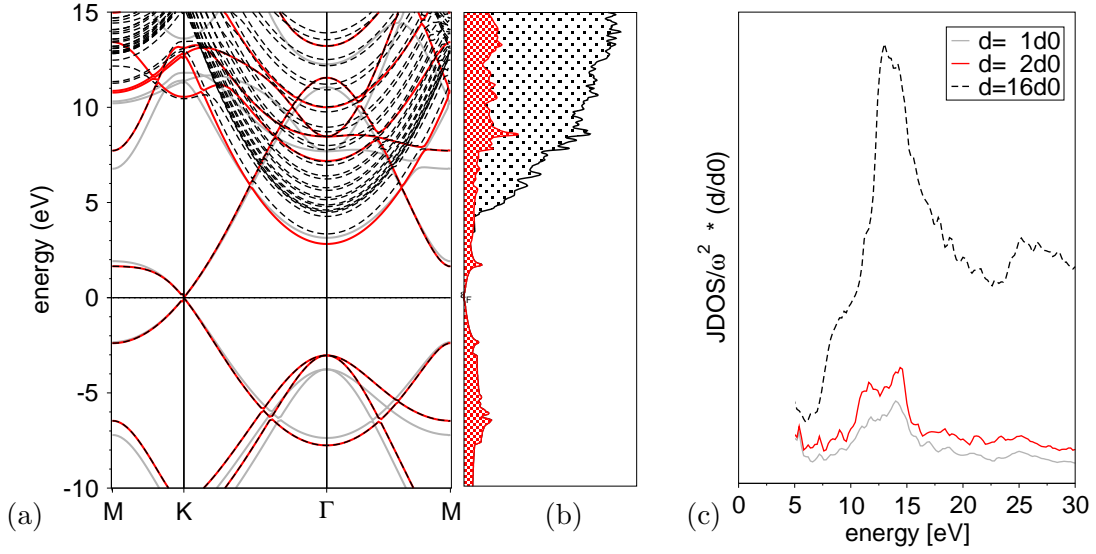 15
10
5
0
-5
-10
energy (eV)
M
K
Γ
M
(a)
εF
(b)
d= 1d0
d= 2d0
d=16d0
JDOS/ω² * (d/d0)
0
5
10
15
20
25
30
energy [eV]
(c)